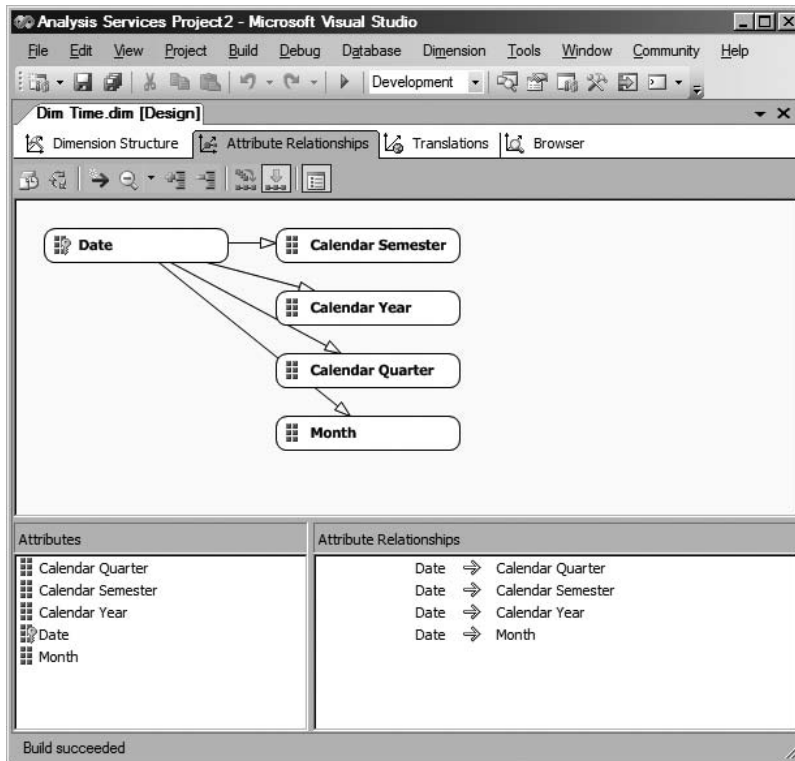 Analysis Services Project2 - Microsoft Visual Studio
File Edit View Project Build Debug Database Dimension Tools Window Community Help
Development
Dim Time.dim [Design]
Dimension Structure Attribute Relationships Translations Browser
Date Calendar Semester
Calendar Year
Calendar Quarter
Month
Attributes Attribute Relationships
Calendar Quarter Date Calendar Quarter
Calendar Semester Date Calendar Semester
Calendar Year Date Calendar Year
Date Date Month
Month
Build succeeded